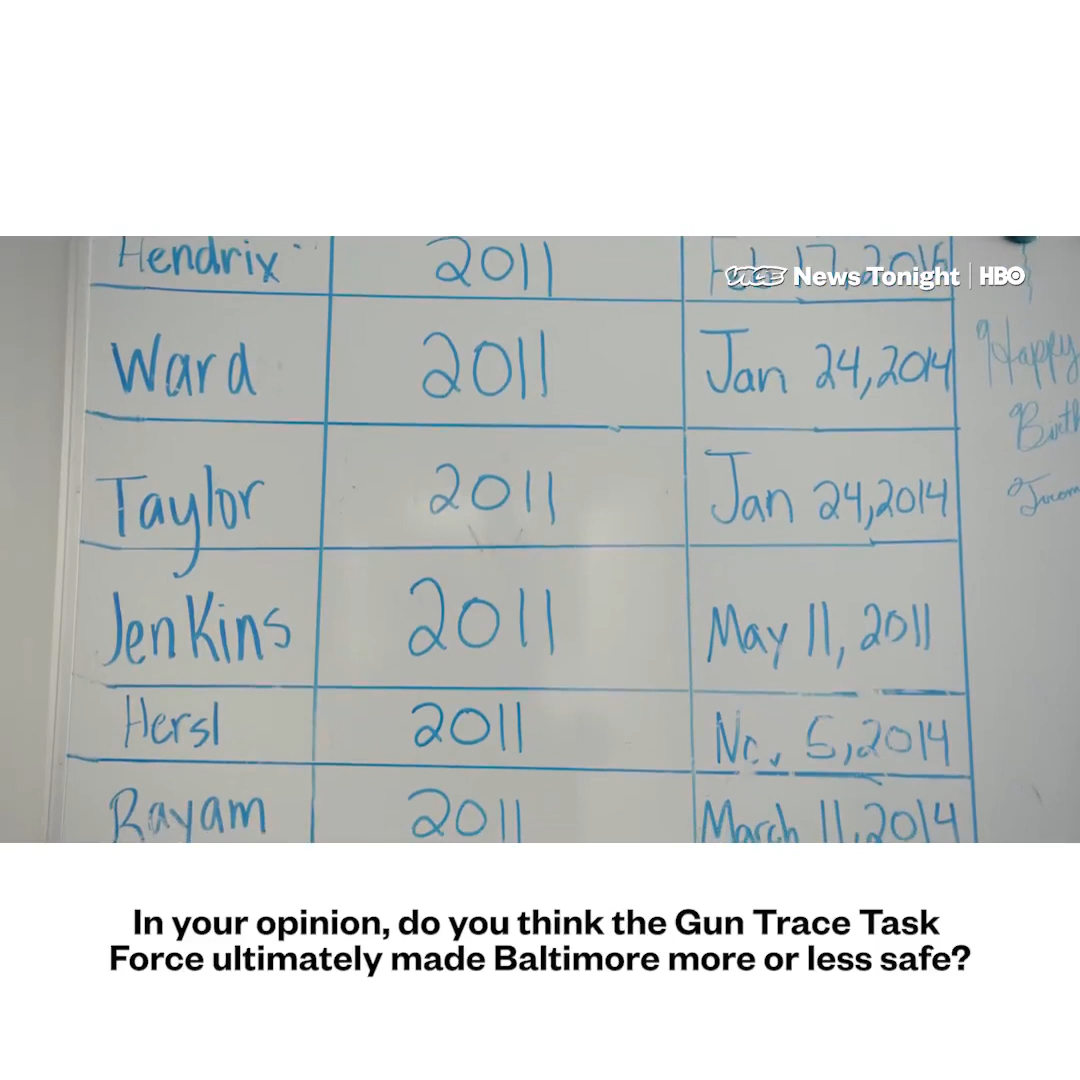 Hendrix 2011
VICE News Tonight | HBO
Ward 2011 Jan 24,2014
Happy
Taylor 2011 Jan 24,2014
JenKins 2011 May 11, 2011
Hersl 2011 Nov 5,2014
Rayam 2011 March 11,2014
In your opinion, do you think the Gun Trace Task
Force ultimately made Baltimore more or less safe?